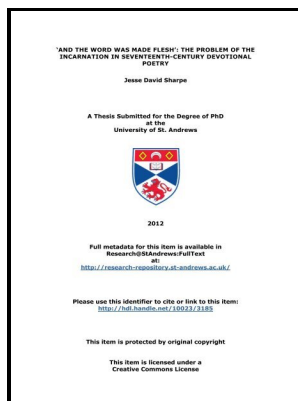 'AND THE WORD WAS MADE FLESH': THE PROBLEM OF THE
INCARNATION IN SEVENTEENTH-CENTURY DEVOTIONAL
POETRY
Jesse David Sharpe
A Thesis Submitted for the Degree of PhD
at the
University of St. Andrews
2012
Full metadata for this item is available in
Research@StAndrews:FullText
at:
http://research-repository.st-andrews.ac.uk/
Please use this identifier to cite or link to this item:
http://hdl.handle.net/10023/3185
This item is protected by original copyright
This item is licensed under a
Creative Commons License